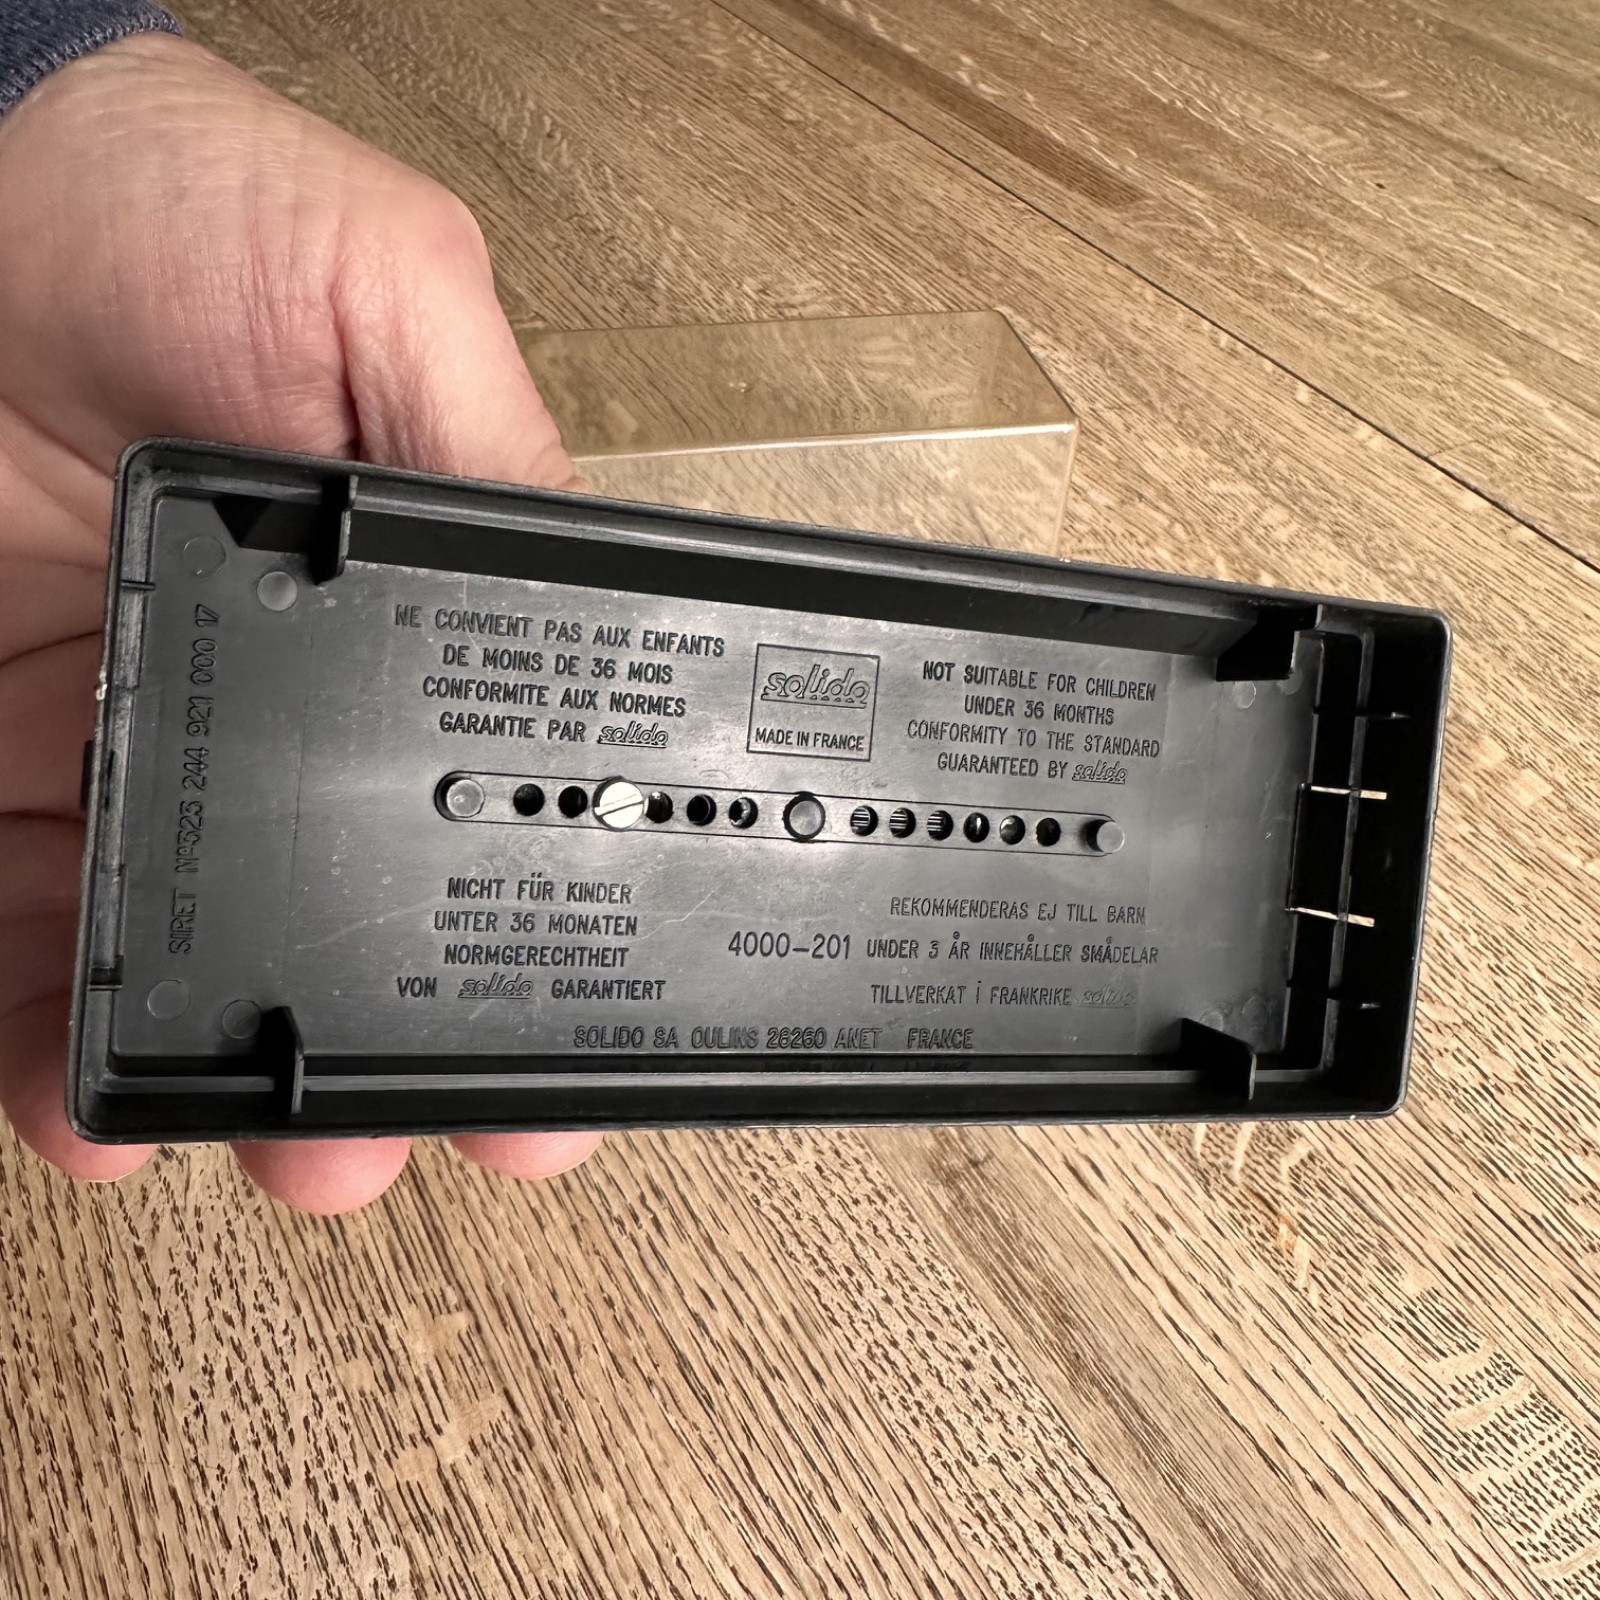 NE CONVIENT PAS AUX ENFANTS
DE MOINS DE 36 MOIS
CONFORMITE AUX NORMES
GARANTIE PAR solido
solido
MADE IN FRANCE
NOT SUITABLE FOR CHILDREN
UNDER 36 MONTHS
CONFORMITY TO THE STANDARD
GUARANTEED BY solido
SIRET Nº323 244 921 000 17
NICHT FÜR KINDER
UNTER 36 MONATEN
NORMGERECHTHEIT
VON solido GARANTIERT
4000-201
REKOMMENDERAS EJ TILL BARN
UNDER 3 ÅR INNEHÅLLER SMÅDELAR
TILLVERKAT i FRANKRIKE solido
SOLIDO SA OULINS 28260 ANET FRANCE